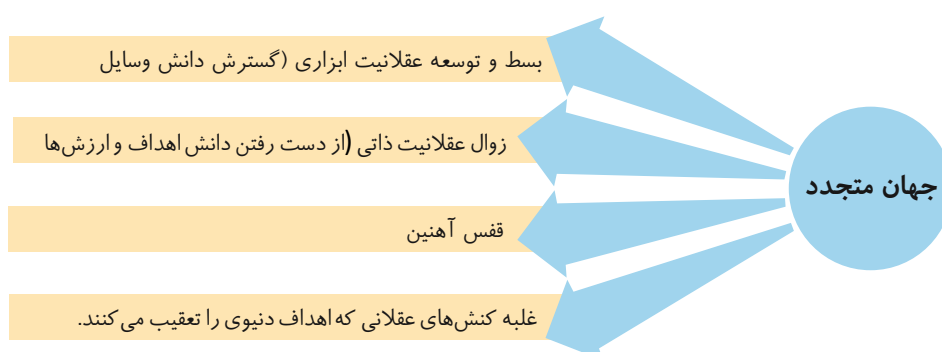 جهان متجدد
بسط و توسعه عقلانیت ابزاری (گسترش دانش وسایل
زوال عقلانیت ذاتی (از دست رفتن دانش اهداف و ارزش‌ها
قفس آهنین
غلبه کنش‌های عقلانی که اهداف دنیوی را تعقیب می‌کنند.